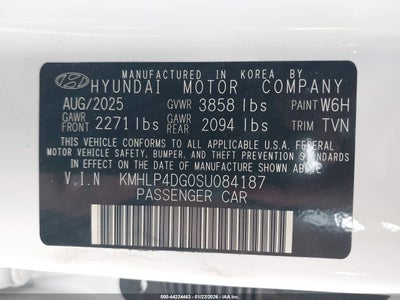 MANUFACTURED IN KOREA BY
HYUNDAI MOTOR COMPANY
AUG/2025 GVWR 3858 lbs PAINT W6H
GAWR FRONT 2271 lbs GAWR REAR 2094 lbs TRIM TVN
THIS VEHICLE CONFORMS TO ALL APPLICABLE U.S. FEDERAL
MOTOR VEHICLE SAFETY, BUMPER, AND THEFT PREVENTION
STANDARDS IN EFFECT ON THE DATE OF MANUFACTURE SHOWN ABOVE
V.I.N KMHLP4DG0SU084187
PASSENGER CAR
000-44224463 - 01/22/2026 - IAAI.COM